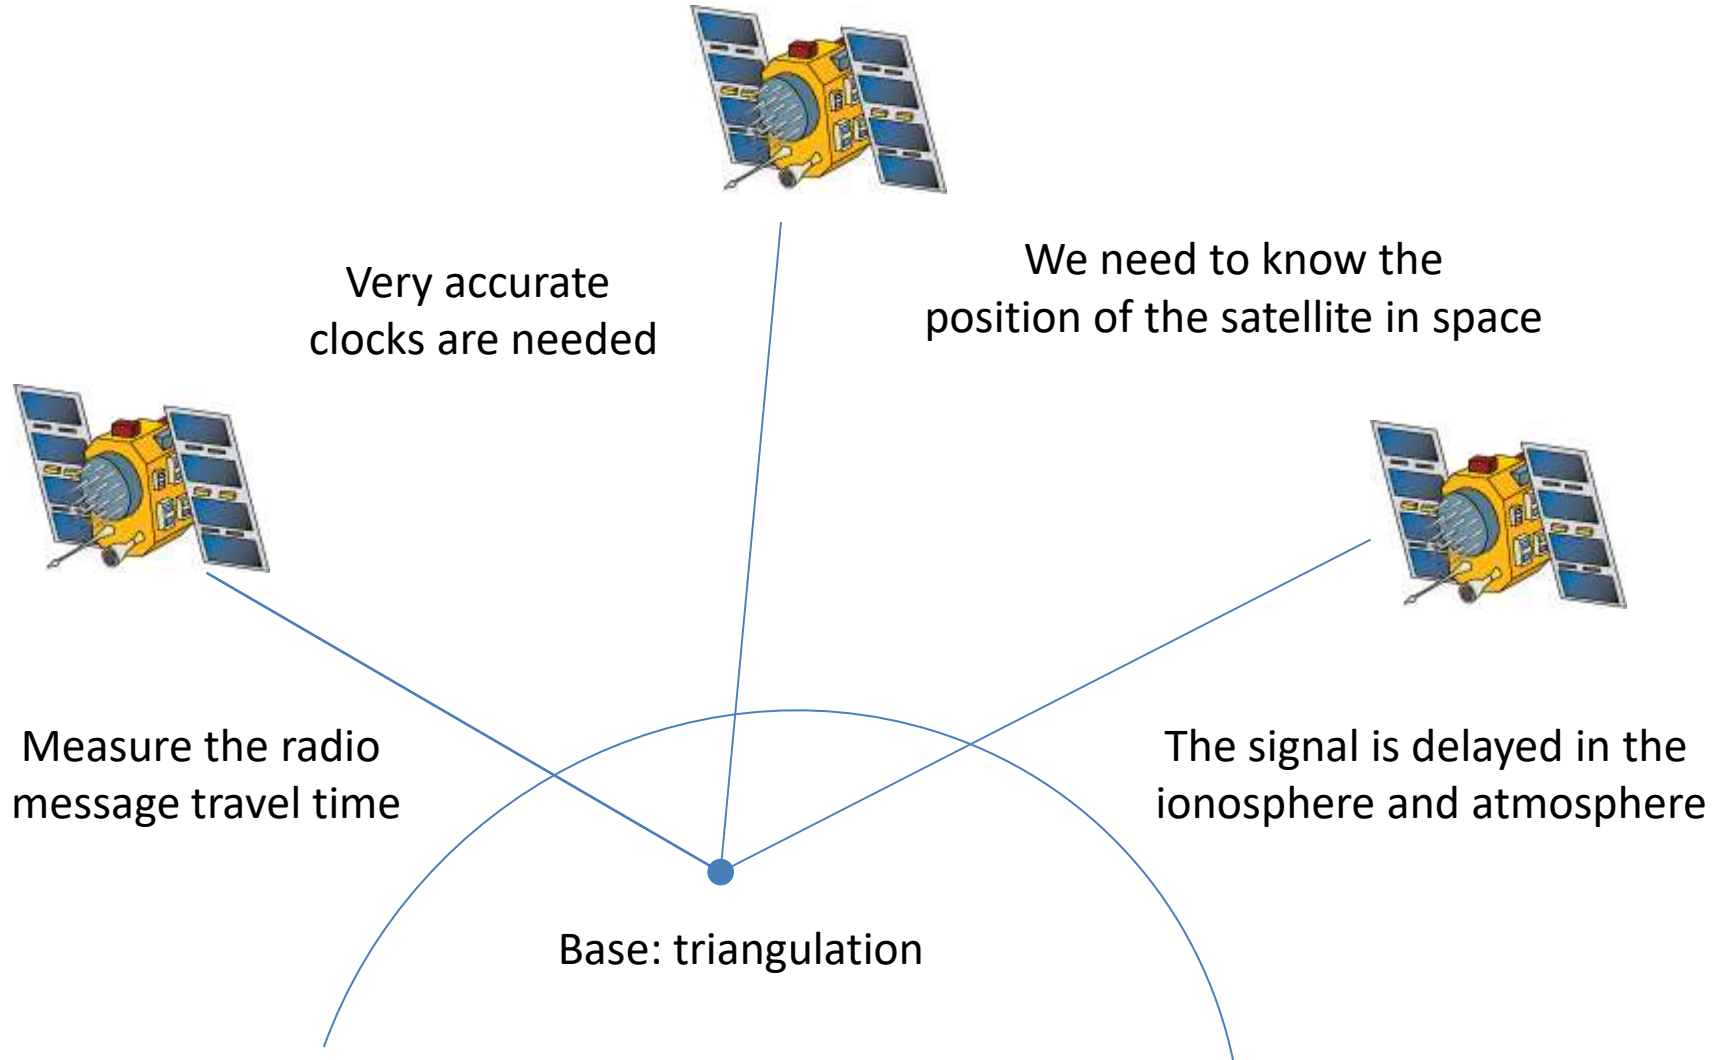 Very accurate
clocks are needed
We need to know the
position of the satellite in space
Measure the radio
message travel time
The signal is delayed in the
ionosphere and atmosphere
Base: triangulation